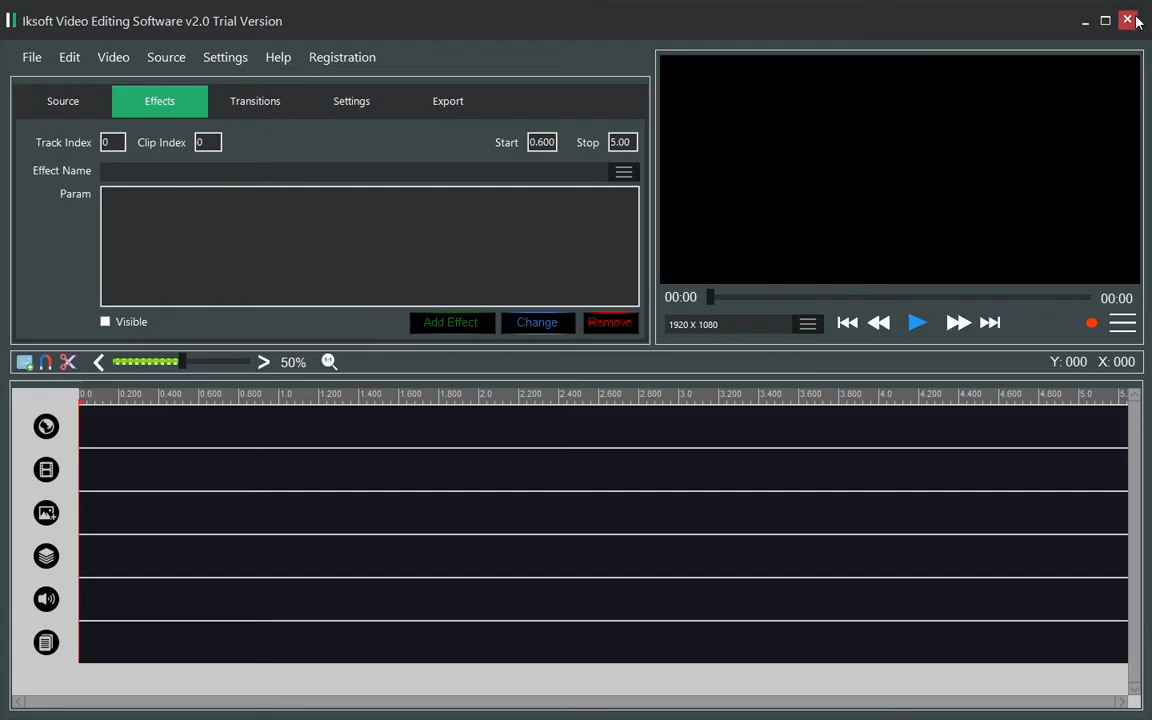 Iksoft Video Editing Software v2.0 Trial Version
File Edit Video Source Settings Help Registration
Source Effects Transitions Settings Export
Track Index 0 Clip Index 0 Start 0.600 Stop 5.00
Effect Name
Param
Visible Add Effect Change Remove
00:00 00:00
1920 X 1080
50% 1:1 Y: 000 X: 000
0.0 0.200 0.400 0.600 0.800 1.0 1.200 1.400 1.600 1.800 2.0 2.200 2.400 2.600 2.800 3.0 3.200 3.400 3.600 3.800 4.0 4.200 4.400 4.600 4.800 5.0